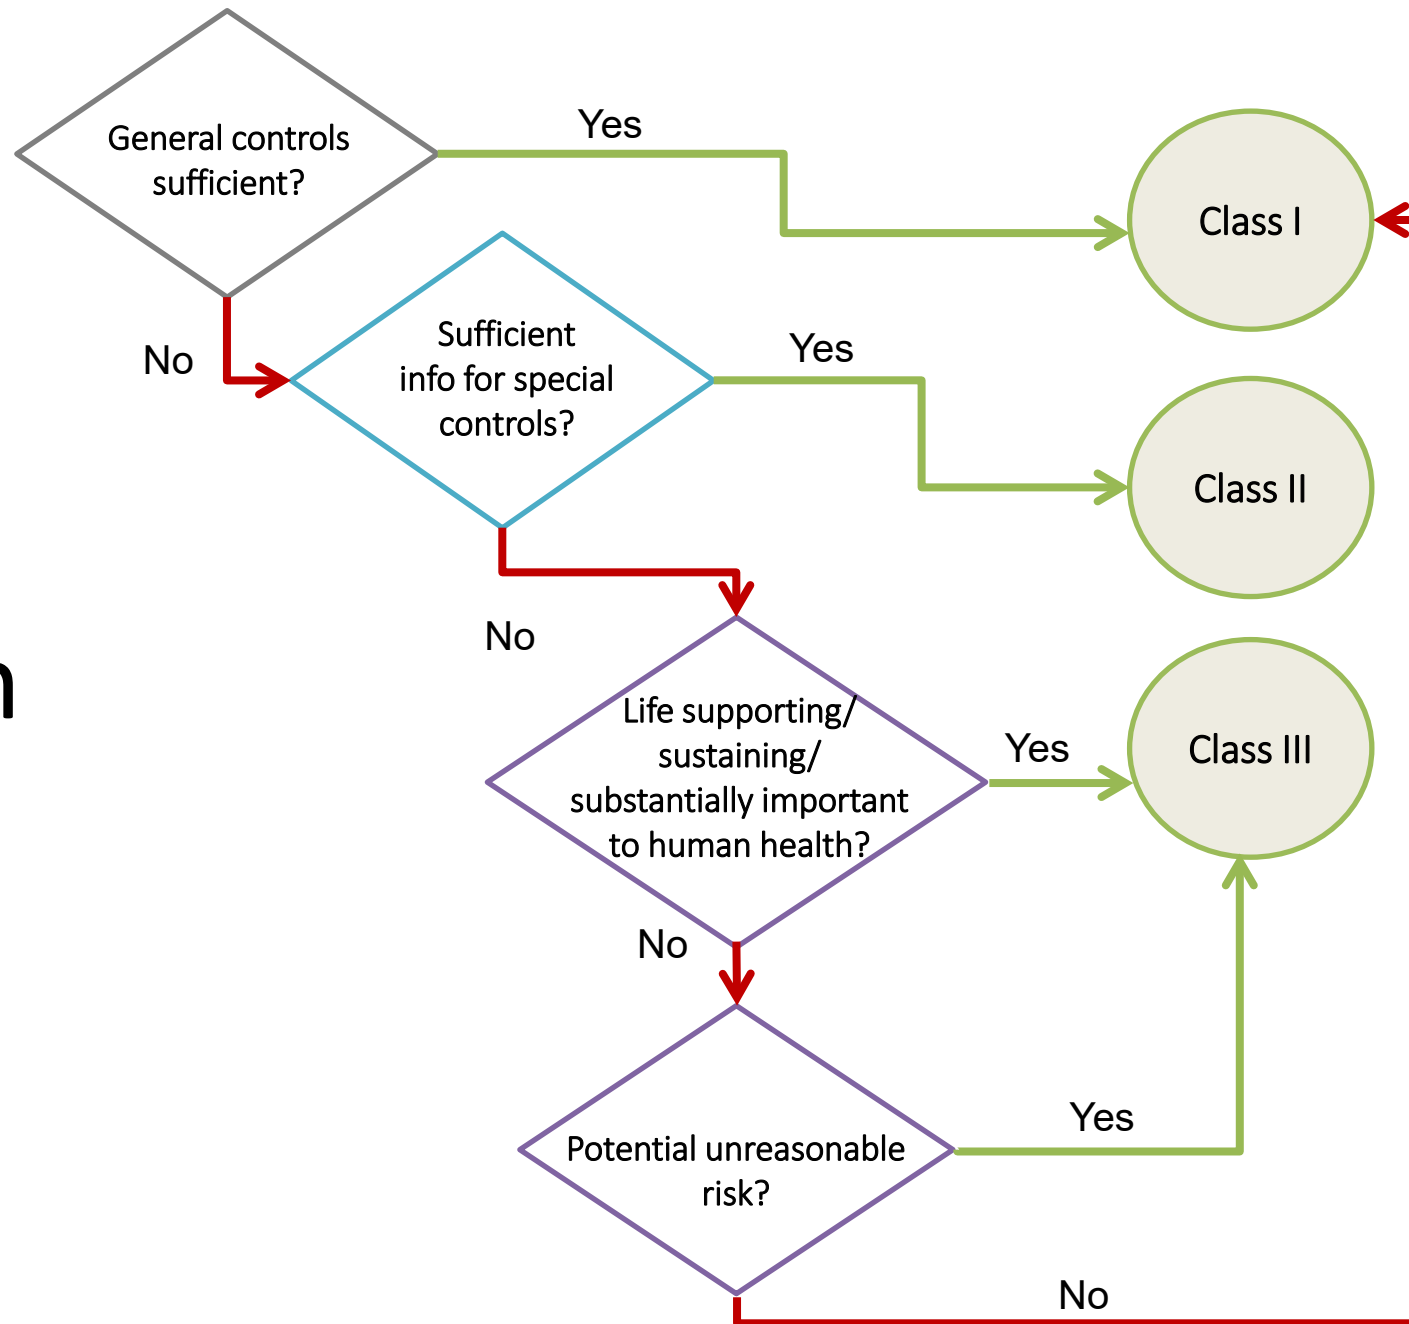 General controls
sufficient?
Yes
Class I
No
Sufficient
info for special
controls?
Yes
Class II
No
n
Life supporting/
sustaining/
substantially important
to human health?
Yes
Class III
No
Potential unreasonable
risk?
Yes
No